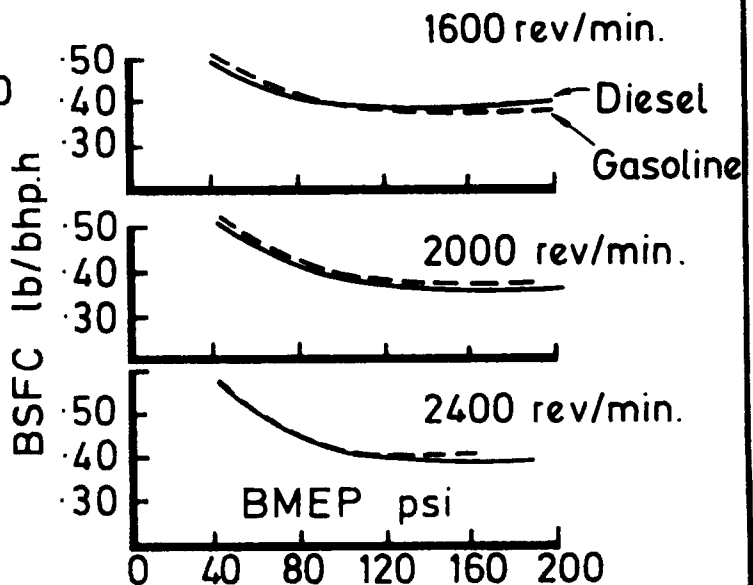 1600 rev/min.
·50
·40
·30
Diesel
Gasoline
BSFC lb/bhp.h
2000 rev/min.
·50
·40
·30
2400 rev/min.
·50
·40
·30
BMEP psi
0 40 80 120 160 200